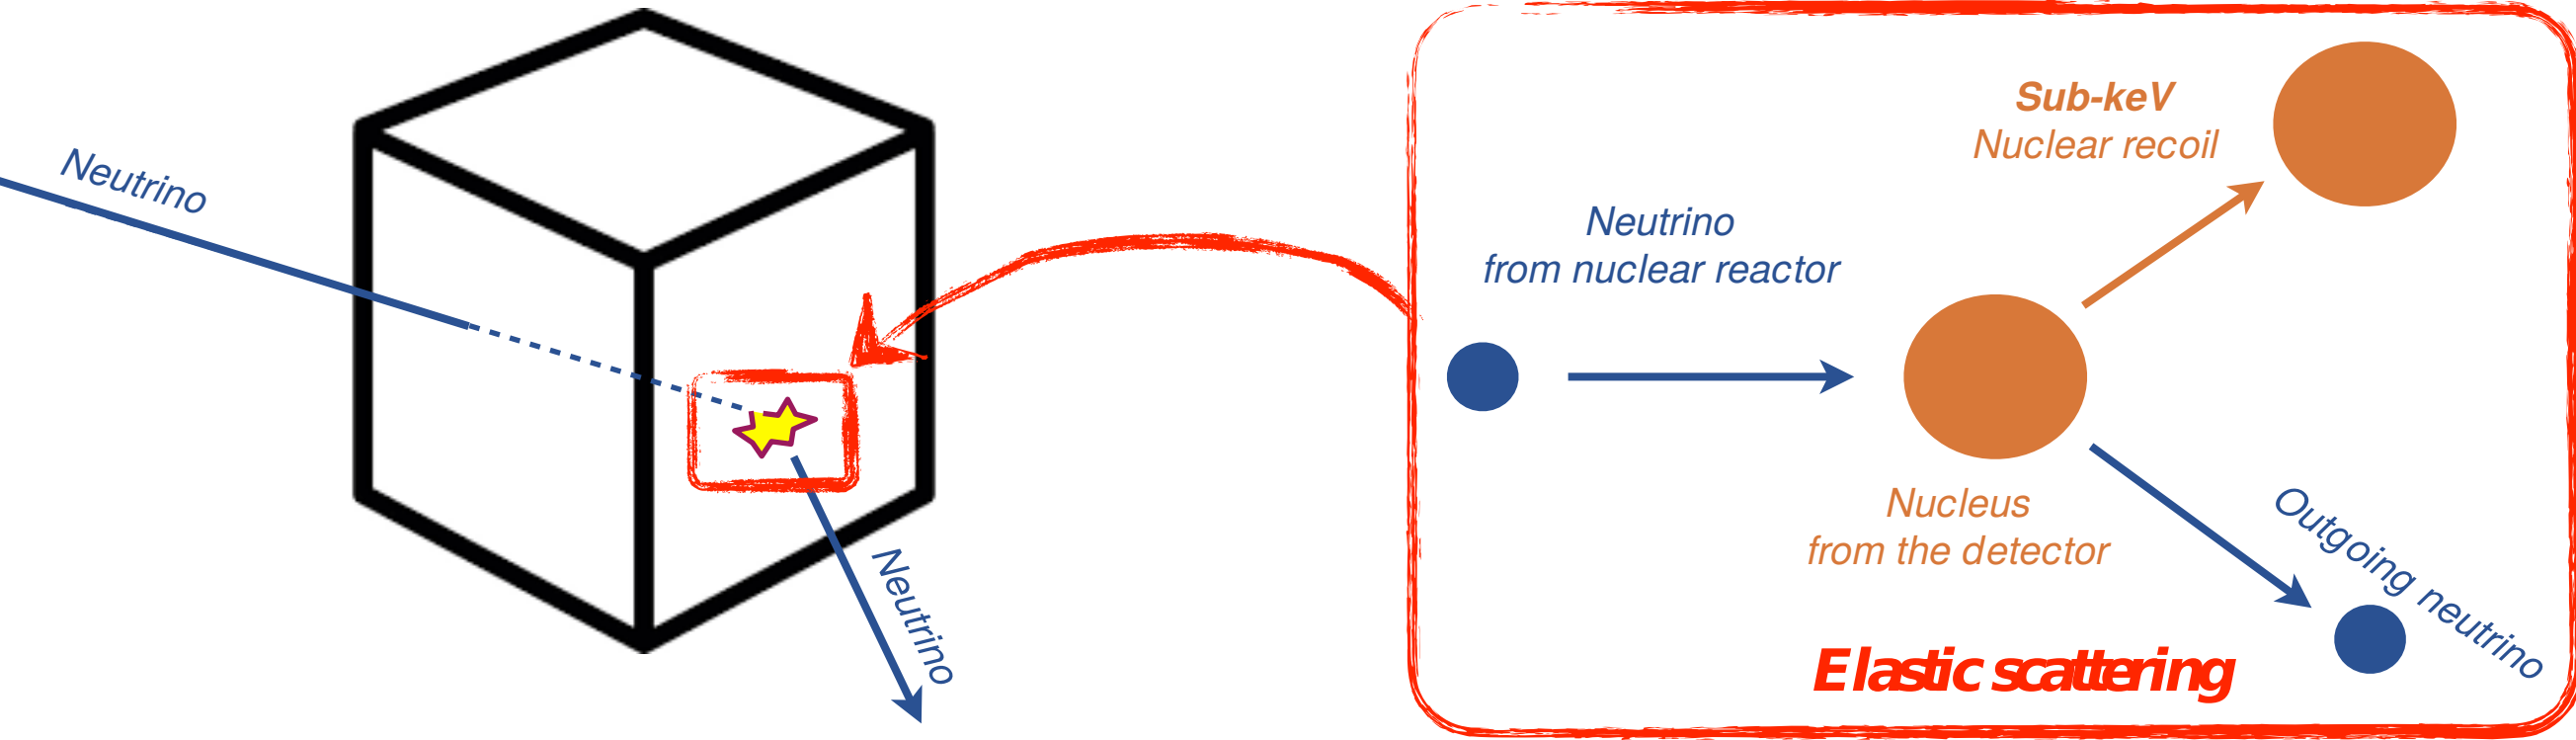 Neutrino
Neutrino
Neutrino
from nuclear reactor
Sub-keV
Nuclear recoil
Nucleus
from the detector
Outgoing neutrino
Elastic scattering